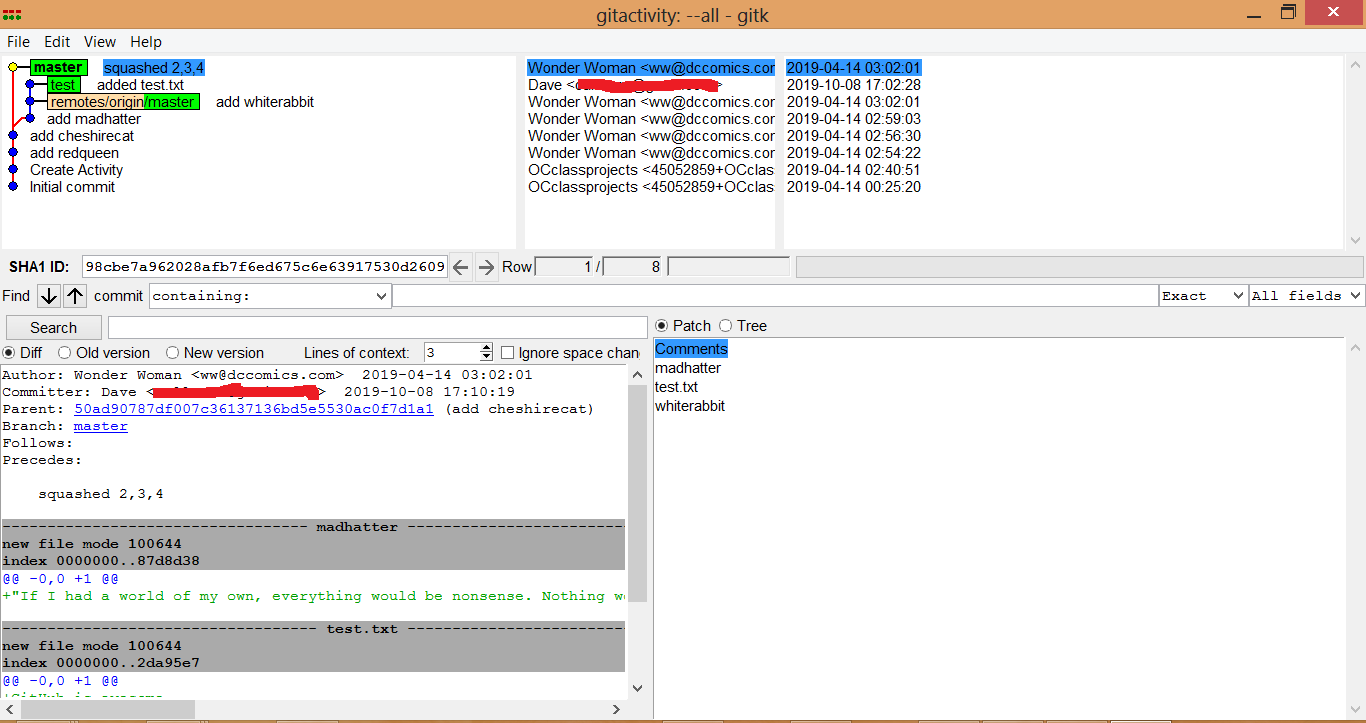 gitactivity: --all - gitk
File Edit View Help
master squashed 2,3,4 Wonder Woman <ww@dccomics.cor 2019-04-14 03:02:01
test added test.txt Dave < > 2019-10-08 17:02:28
remotes/origin/master add whiterabbit Wonder Woman <ww@dccomics.cor 2019-04-14 03:02:01
add madhatter Wonder Woman <ww@dccomics.cor 2019-04-14 02:59:03
add cheshirecat Wonder Woman <ww@dccomics.cor 2019-04-14 02:56:30
add redqueen Wonder Woman <ww@dccomics.cor 2019-04-14 02:54:22
Create Activity OCclassprojects <45052859+OCclas 2019-04-14 02:40:51
Initial commit OCclassprojects <45052859+OCclas 2019-04-14 00:25:20
SHA1 ID: 98cbe7a962028afb7f6ed675c6e63917530d2609 Row 1 / 8
Find commit containing: Exact All fields
Search Patch Tree
Diff Old version New version Lines of context: 3 Ignore space chan
Comments
madhatter
test.txt
whiterabbit
Author: Wonder Woman <ww@dccomics.com> 2019-04-14 03:02:01
Committer: Dave < > 2019-10-08 17:10:19
Parent: 50ad90787df007c36137136bd5e5530ac0f7d1a1 (add cheshirecat)
Branch: master
Follows:
Precedes:
squashed 2,3,4
-------------------------------- madhatter ------------------------
new file mode 100644
index 0000000..87d8d38
@@ -0,0 +1 @@
+"If I had a world of my own, everything would be nonsense. Nothing w
--------------------------------- test.txt ------------------------
new file mode 100644
index 0000000..2da95e7
@@ -0,0 +1 @@